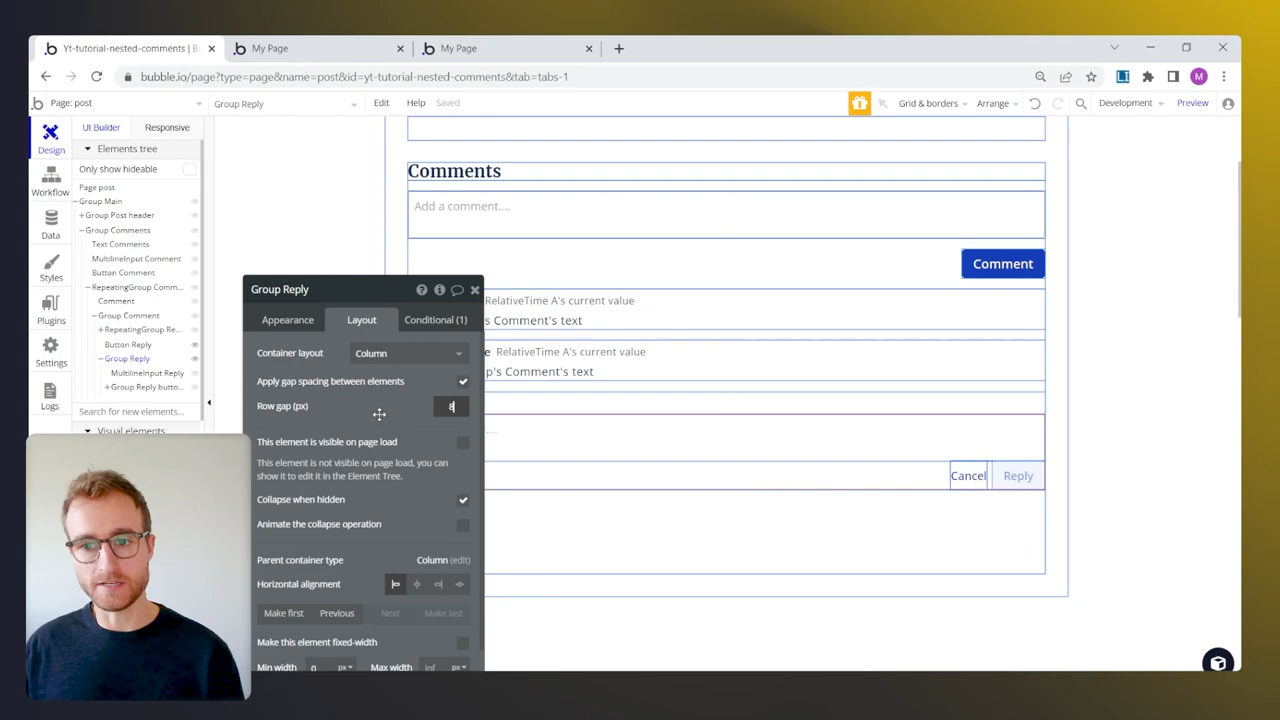 Yt-tutorial-nested-comments | Bu
My Page
My Page
bubble.io/page?type=page&name=post&id=yt-tutorial-nested-comments&tab=tabs-1
M
Page: post
Group Reply
Edit
Help
Saved
Grid & borders
Arrange
Development
Preview
Design
Workflow
Data
Styles
Plugins
Settings
Logs
UI Builder
Responsive
Elements tree
Only show hideable
Page post
Group Main
Group Post header
Group Comments
Text Comments
MultilineInput Comment
Button Comment
RepeatingGroup Comm...
Comment
Group Comment
RepeatingGroup Re...
Button Reply
Group Reply
MultilineInput Reply
Group Reply butto...
Search for new elements...
Visual elements
Group Reply
Appearance
Layout
Conditional (1)
Container layout
Column
Apply gap spacing between elements
Row gap (px)
8
This element is visible on page load
This element is not visible on page load, you can
show it to edit it in the Element Tree.
Collapse when hidden
Animate the collapse operation
Parent container type
Column (edit)
Horizontal alignment
Make first
Previous
Next
Make last
Make this element fixed-width
Min width
0
px
Max width
inf
px
Comments
Add a comment....
Comment
RelativeTime A's current value
s Comment's text
e RelativeTime A's current value
p's Comment's text
....
Cancel
Reply